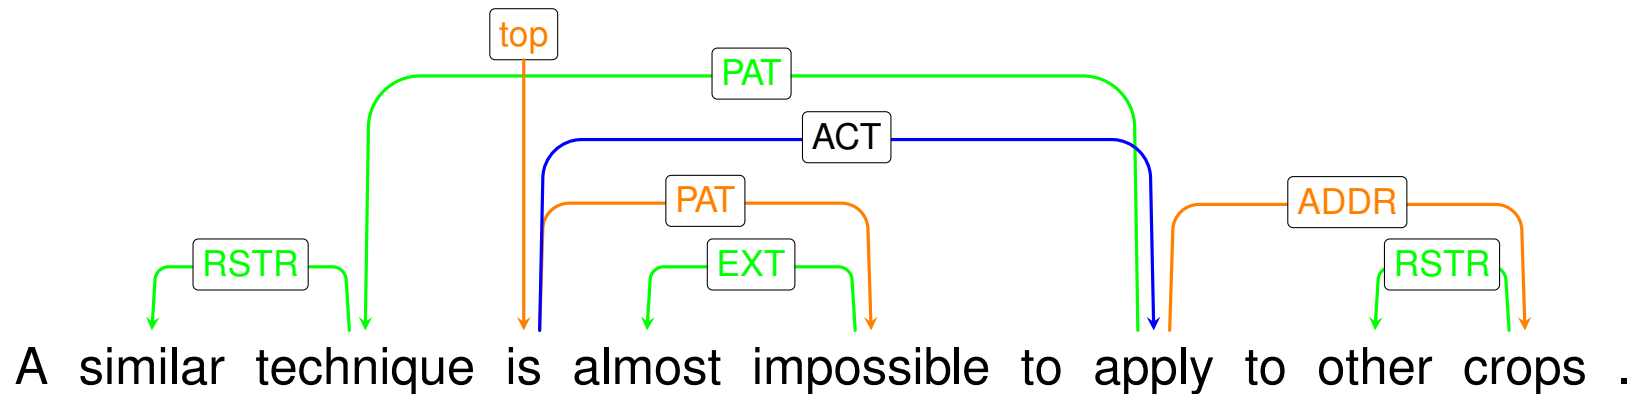 top
PAT
ACT
PAT
ADDR
RSTR
EXT
RSTR
A similar technique is almost impossible to apply to other crops .